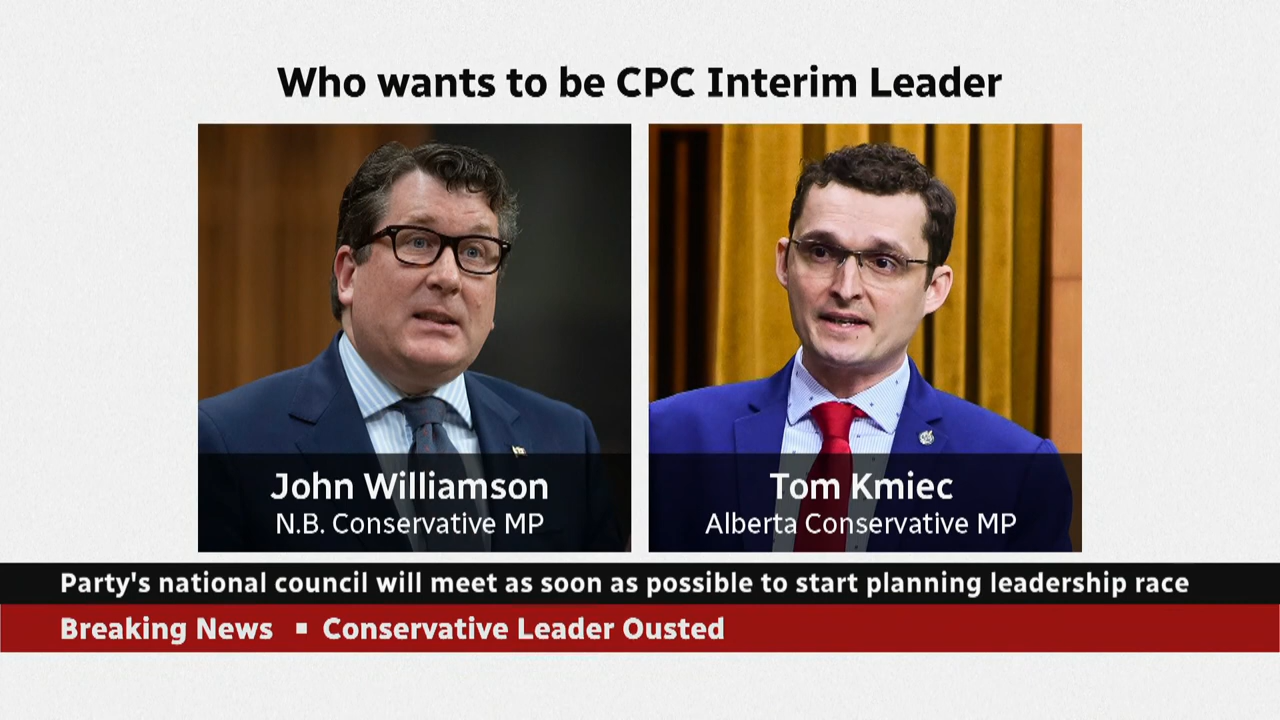 Who wants to be CPC Interim Leader
John Williamson
N.B. Conservative MP
Tom Kmiec
Alberta Conservative MP
Party's national council will meet as soon as possible to start planning leadership race
Breaking News ▪ Conservative Leader Ousted